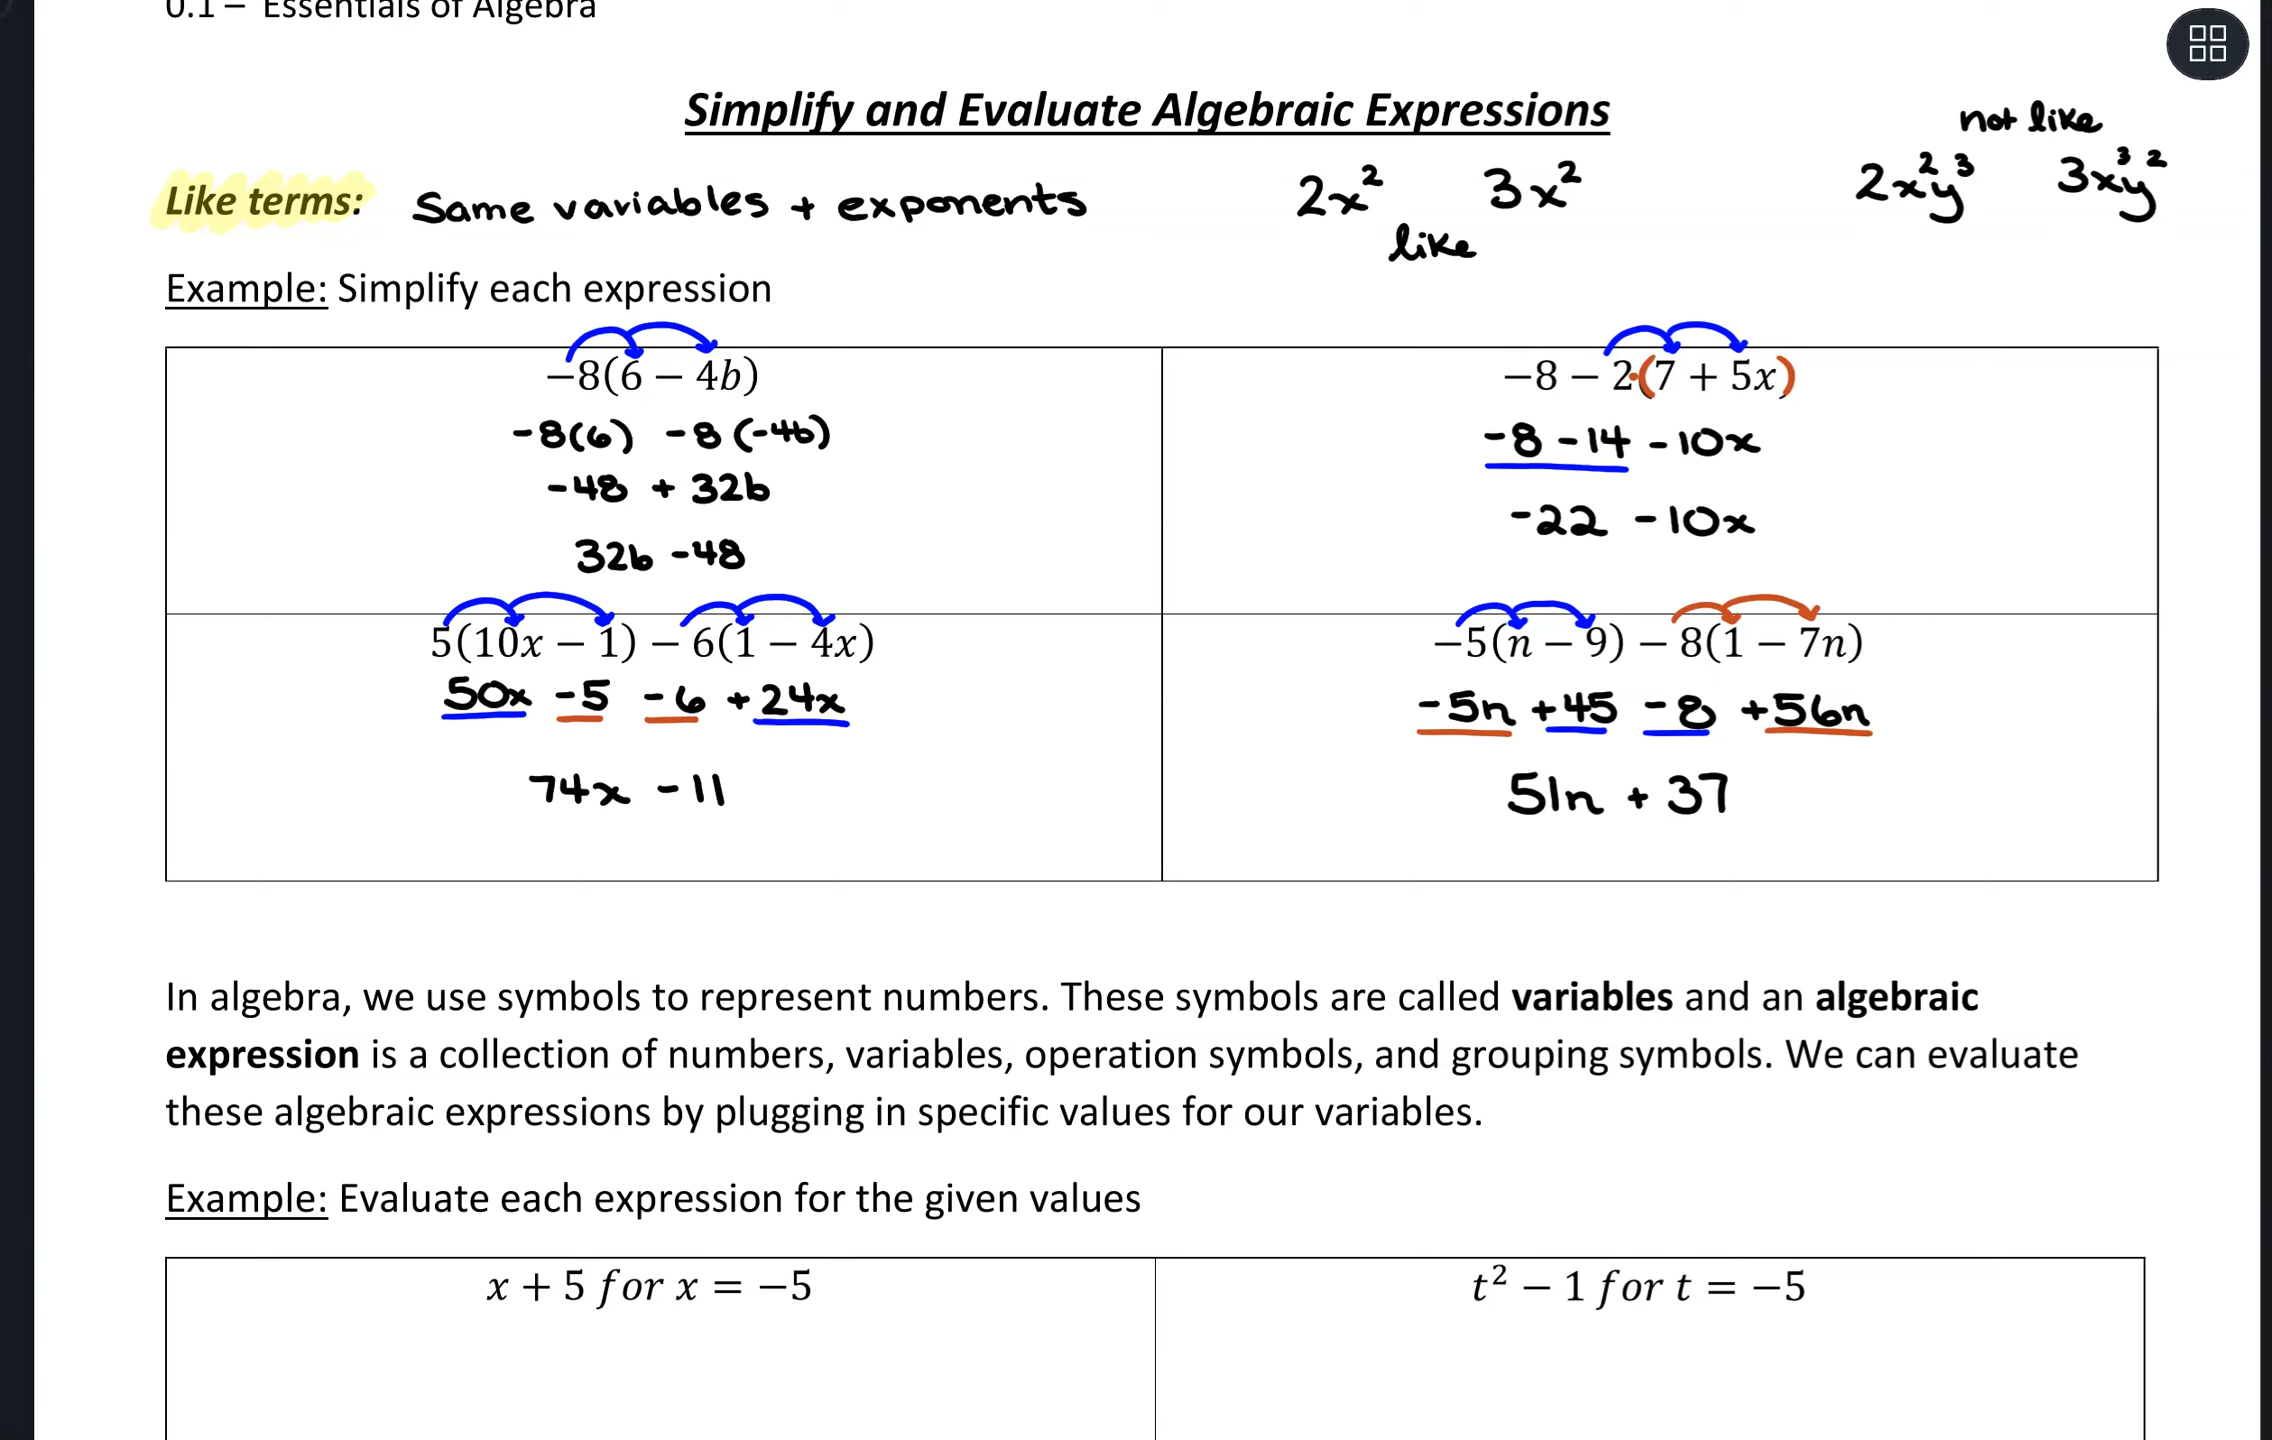 0.1 – Essentials of Algebra
Simplify and Evaluate Algebraic Expressions
not like
Like terms: Same variables + exponents 2x² 3x² 2x²y³ 3x³y²
like
Example: Simplify each expression
−8(6 − 4b)
-8(6) -8(-4b)
-48 + 32b
32b -48
−8 − 2·(7 + 5x)
-8 -14 -10x
-22 -10x
5(10x − 1) − 6(1 − 4x)
50x -5 -6 +24x
74x -11
−5(n − 9) − 8(1 − 7n)
-5n +45 -8 +56n
51n + 37
In algebra, we use symbols to represent numbers. These symbols are called variables and an algebraic
expression is a collection of numbers, variables, operation symbols, and grouping symbols. We can evaluate
these algebraic expressions by plugging in specific values for our variables.
Example: Evaluate each expression for the given values
x + 5 for x = −5
t² − 1 for t = −5